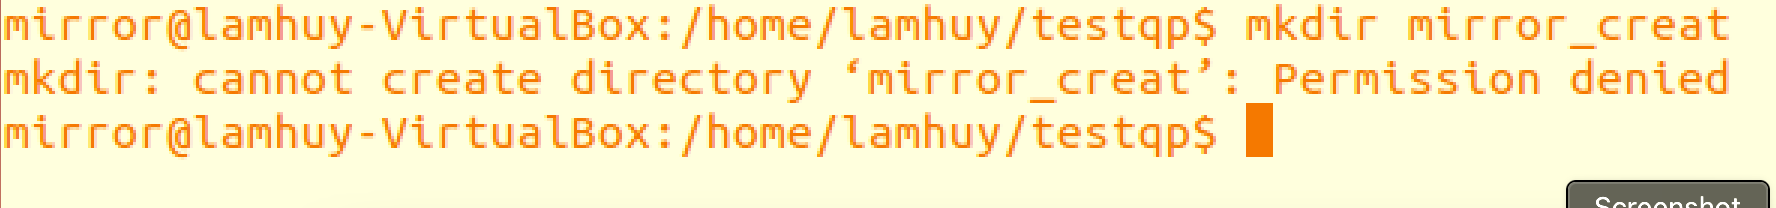 mirror@lamhuy-VirtualBox:/home/lamhuy/testqp$ mkdir mirror_creat
mkdir: cannot create directory ‘mirror_creat’: Permission denied
mirror@lamhuy-VirtualBox:/home/lamhuy/testqp$
Screenshot